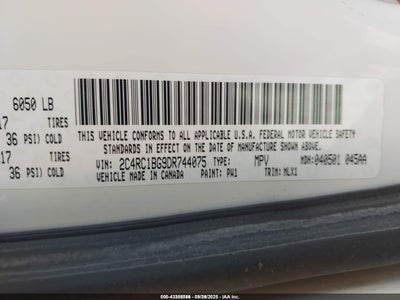 6050 LB
17 TIRES
36 PSI) COLD
17 TIRES
36 PSI) COLD
THIS VEHICLE CONFORMS TO ALL APPLICABLE U.S.A. FEDERAL MOTOR VEHICLE SAFETY
STANDARDS IN EFFECT ON THE DATE OF MANUFACTURE SHOWN ABOVE
VIN: 2C4RC1BG9DR744075 TYPE: MPV MDH: 040501 045AA
VEHICLE MADE IN CANADA PAINT: PW1 TRIM: MLX1
000-43398086 - 09/28/2025 - IAA Inc.